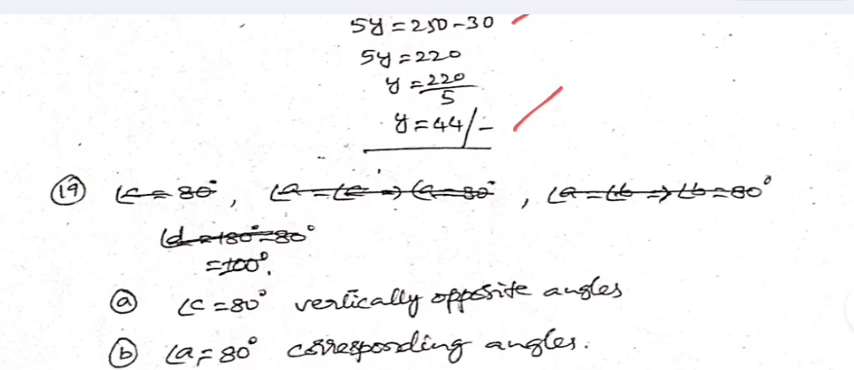 5y = 250 - 30
5y = 220
y = 220/5
y = 44/-
(19) ∠c = 80°, ∠a = ∠c => ∠a = 80°, ∠a = ∠b => ∠b = 80°
∠d = 180° - 80°
= 100°.
(a) ∠c = 80° vertically opposite angles
(b) ∠a = 80° corresponding angles.